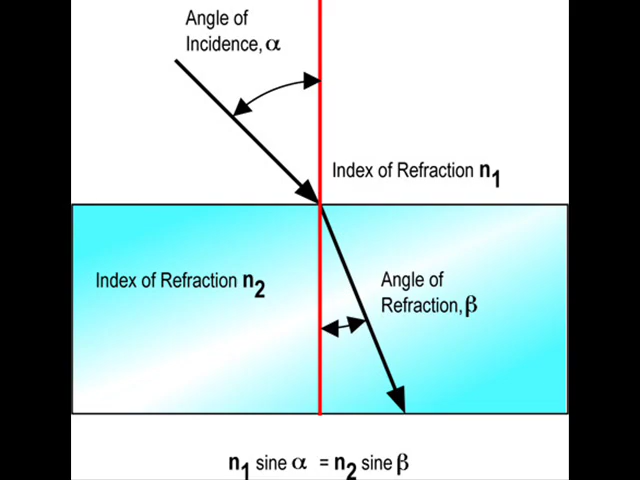 Angle of
Incidence, α
Index of Refraction n1
Index of Refraction n2
Angle of
Refraction, β
n1 sine α = n2 sine β